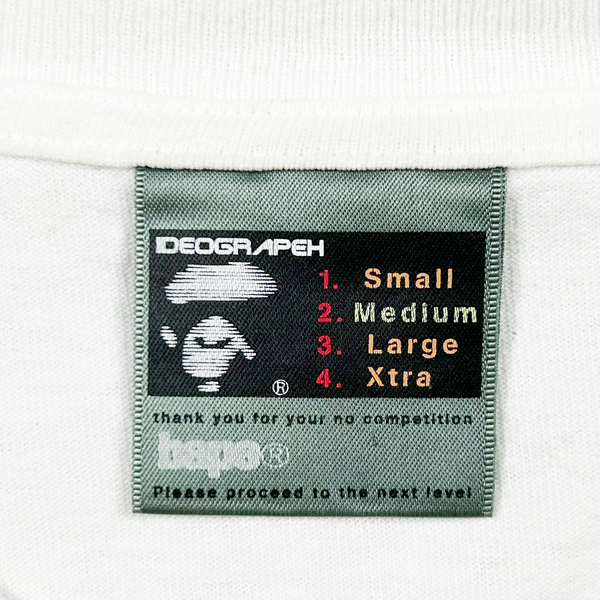 IDEOGRAPEH
1. Small
2. Medium
3. Large
4. Xtra
®
thank you for your no competition
bape®
Please proceed to the next level